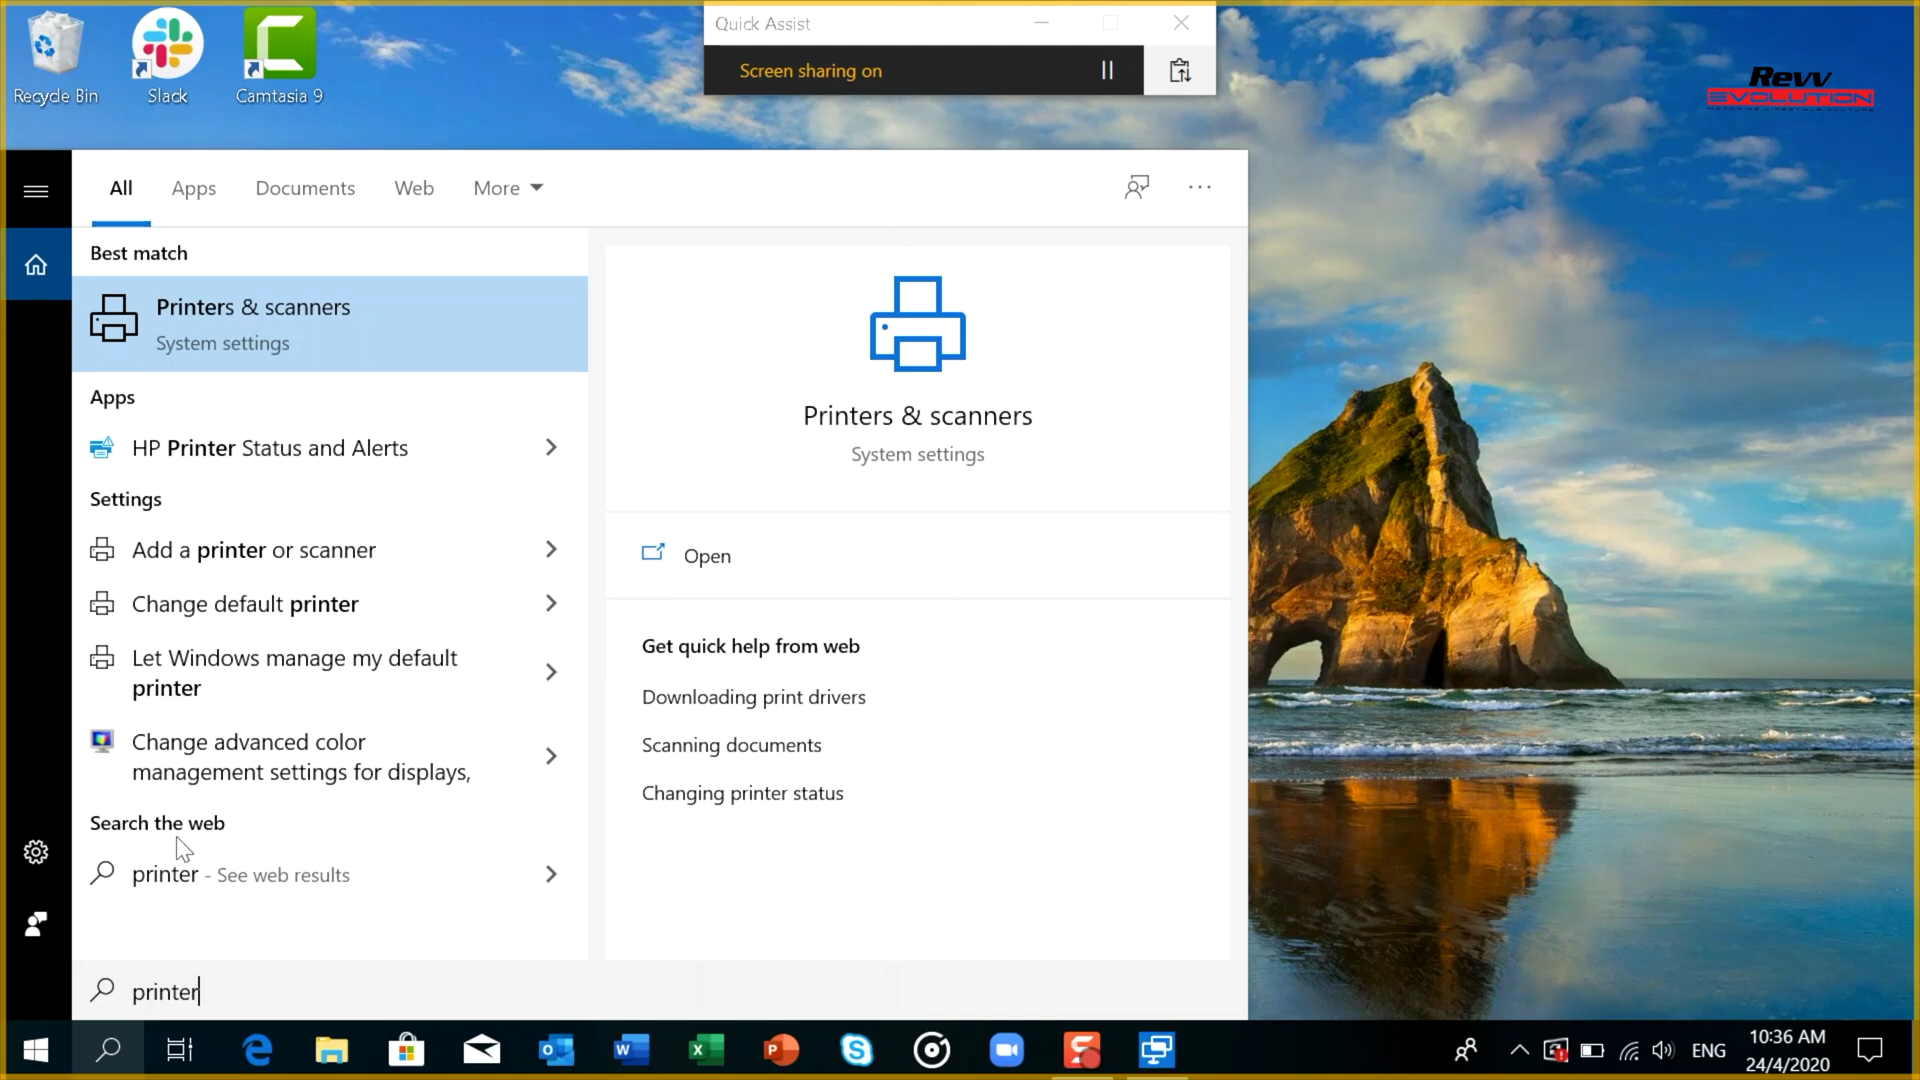 Quick Assist
Screen sharing on
Recycle Bin
Slack
Camtasia 9
Revv
EVOLUTION
All
Apps
Documents
Web
More
Best match
Printers & scanners
System settings
Apps
HP Printer Status and Alerts
Settings
Add a printer or scanner
Change default printer
Let Windows manage my default
printer
Change advanced color
management settings for displays,
Search the web
printer - See web results
printer
Printers & scanners
System settings
Open
Get quick help from web
Downloading print drivers
Scanning documents
Changing printer status
ENG
10:36 AM
24/4/2020